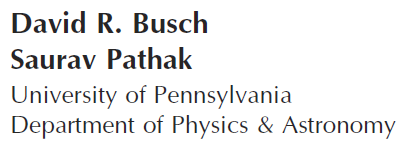 David R. Busch
Saurav Pathak
University of Pennsylvania
Department of Physics & Astronomy